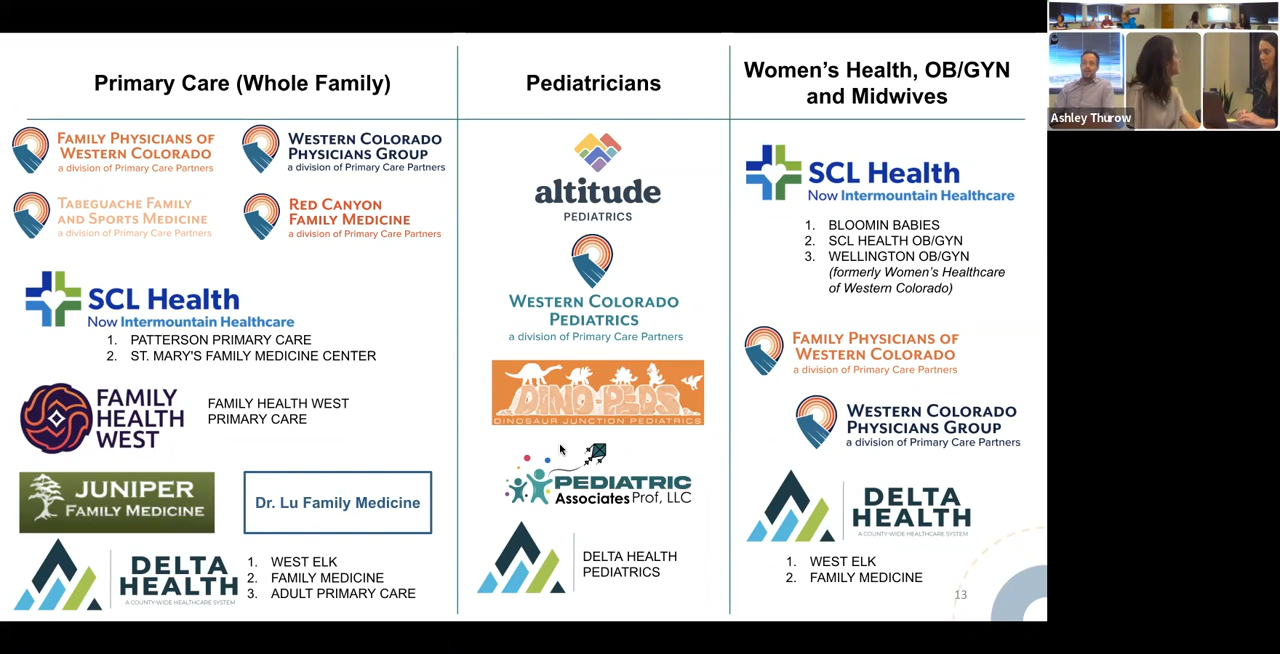 Primary Care (Whole Family)
FAMILY PHYSICIANS OF
WESTERN COLORADO
a division of Primary Care Partners
WESTERN COLORADO
PHYSICIANS GROUP
a division of Primary Care Partners
TABEGUACHE FAMILY
AND SPORTS MEDICINE
a division of Primary Care Partners
RED CANYON
FAMILY MEDICINE
a division of Primary Care Partners
SCL Health
Now Intermountain Healthcare
1. PATTERSON PRIMARY CARE
2. ST. MARY'S FAMILY MEDICINE CENTER
FAMILY
HEALTH
WEST
FAMILY HEALTH WEST
PRIMARY CARE
JUNIPER
FAMILY MEDICINE
Dr. Lu Family Medicine
DELTA
HEALTH
A COUNTY-WIDE HEALTHCARE SYSTEM
1. WEST ELK
2. FAMILY MEDICINE
3. ADULT PRIMARY CARE
Pediatricians
altitude
PEDIATRICS
WESTERN COLORADO
PEDIATRICS
a division of Primary Care Partners
DINO-PEDS
DINOSAUR JUNCTION PEDIATRICS
PEDIATRIC
Associates Prof, LLC
DELTA HEALTH
PEDIATRICS
Women's Health, OB/GYN
and Midwives
SCL Health
Now Intermountain Healthcare
1. BLOOMIN BABIES
2. SCL HEALTH OB/GYN
3. WELLINGTON OB/GYN
(formerly Women's Healthcare
of Western Colorado)
FAMILY PHYSICIANS OF
WESTERN COLORADO
a division of Primary Care Partners
WESTERN COLORADO
PHYSICIANS GROUP
a division of Primary Care Partners
DELTA
HEALTH
A COUNTY-WIDE HEALTHCARE SYSTEM
1. WEST ELK
2. FAMILY MEDICINE
13
Ashley Thurow